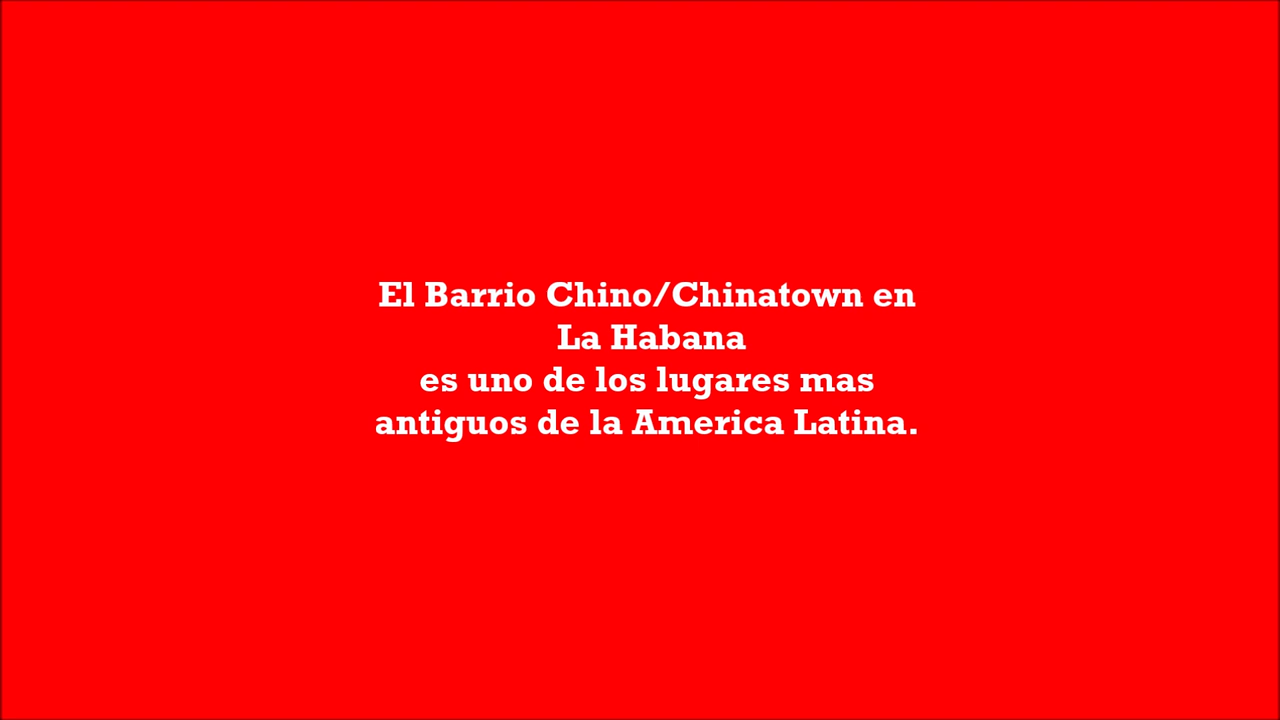 El Barrio Chino/Chinatown en
La Habana
es uno de los lugares mas
antiguos de la America Latina.